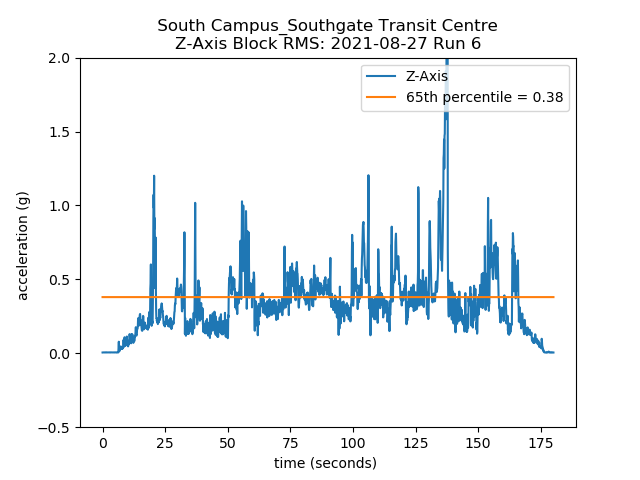 South Campus_Southgate Transit Centre
Z-Axis Block RMS: 2021-08-27 Run 6
Z-Axis
65th percentile = 0.38
2.0
1.5
1.0
0.5
0.0
−0.5
acceleration (g)
0 25 50 75 100 125 150 175
time (seconds)